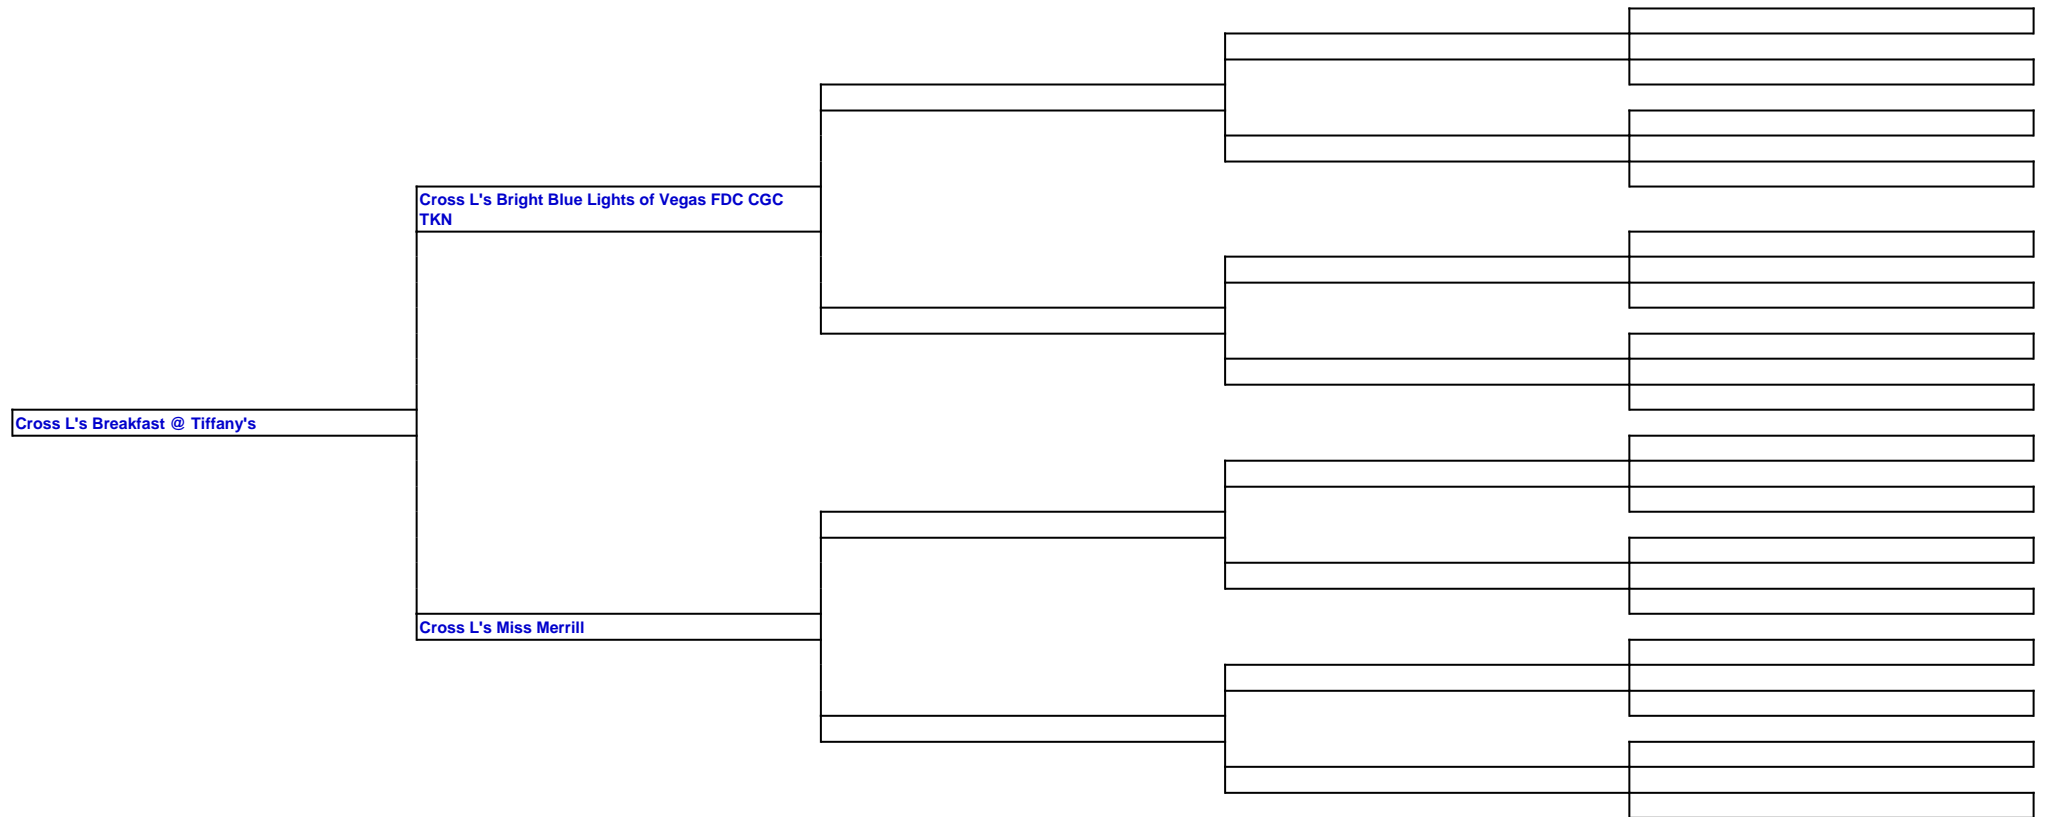 Cross L's Bright Blue Lights of Vegas FDC CGC
TKN
Cross L's Breakfast @ Tiffany's
Cross L's Miss Merrill